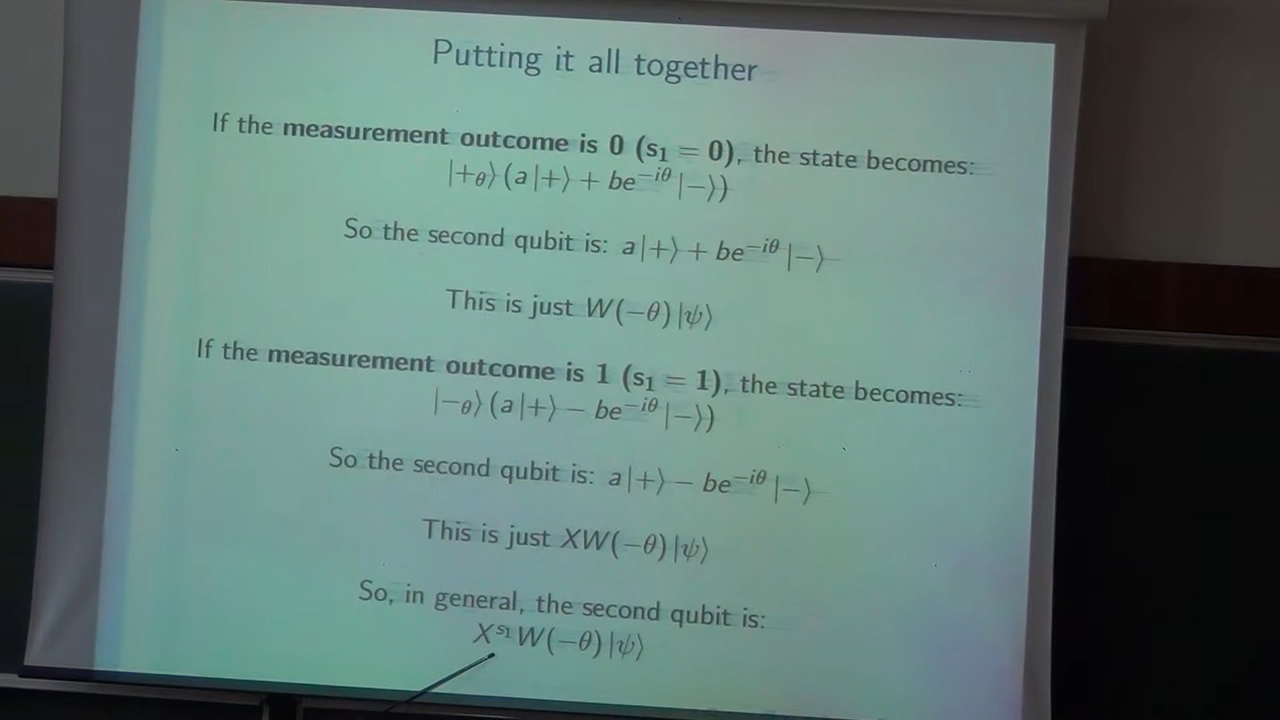 Putting it all together
If the measurement outcome is 0 (s₁ = 0), the state becomes:
|+θ⟩(a|+⟩ + be^{−iθ}|−⟩)
So the second qubit is: a|+⟩ + be^{−iθ}|−⟩
This is just W(−θ)|ψ⟩
If the measurement outcome is 1 (s₁ = 1), the state becomes:
|−θ⟩(a|+⟩ − be^{−iθ}|−⟩)
So the second qubit is: a|+⟩ − be^{−iθ}|−⟩
This is just XW(−θ)|ψ⟩
So, in general, the second qubit is:
X^{s₁}W(−θ)|ψ⟩